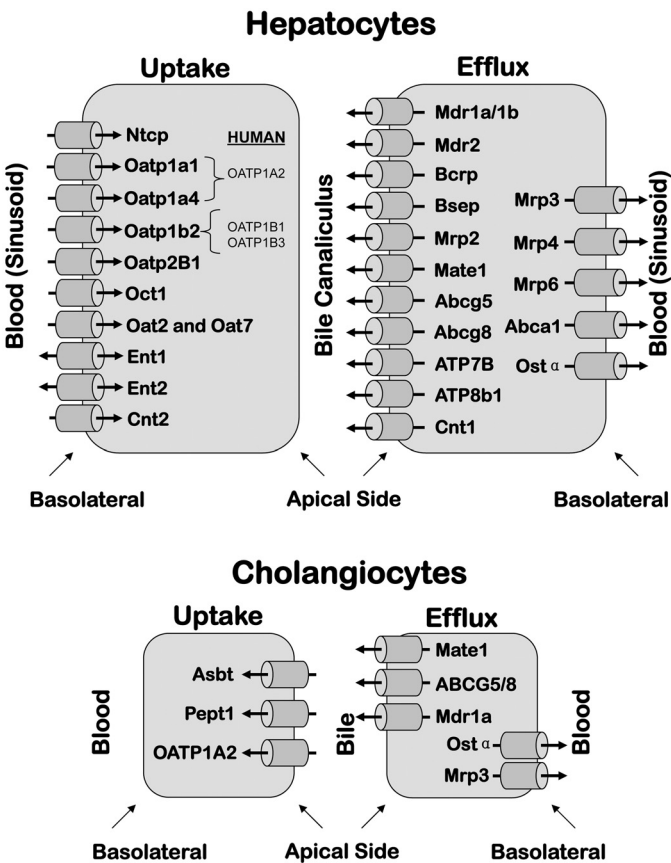 Hepatocytes
Uptake
Efflux
Blood (Sinusoid)
Ntcp
HUMAN
Oatp1a1
OATP1A2
Oatp1a4
Oatp1b2
OATP1B1
OATP1B3
Oatp2B1
Oct1
Oat2 and Oat7
Ent1
Ent2
Cnt2
Bile Canaliculus
Mdr1a/1b
Mdr2
Bcrp
Bsep
Mrp2
Mate1
Abcg5
Abcg8
ATP7B
ATP8b1
Cnt1
Mrp3
Mrp4
Mrp6
Abca1
Ost α
Blood (Sinusoid)
Basolateral
Apical Side
Basolateral
Cholangiocytes
Uptake
Efflux
Blood
Asbt
Pept1
OATP1A2
Bile
Mate1
ABCG5/8
Mdr1a
Ost α
Mrp3
Blood
Basolateral
Apical Side
Basolateral